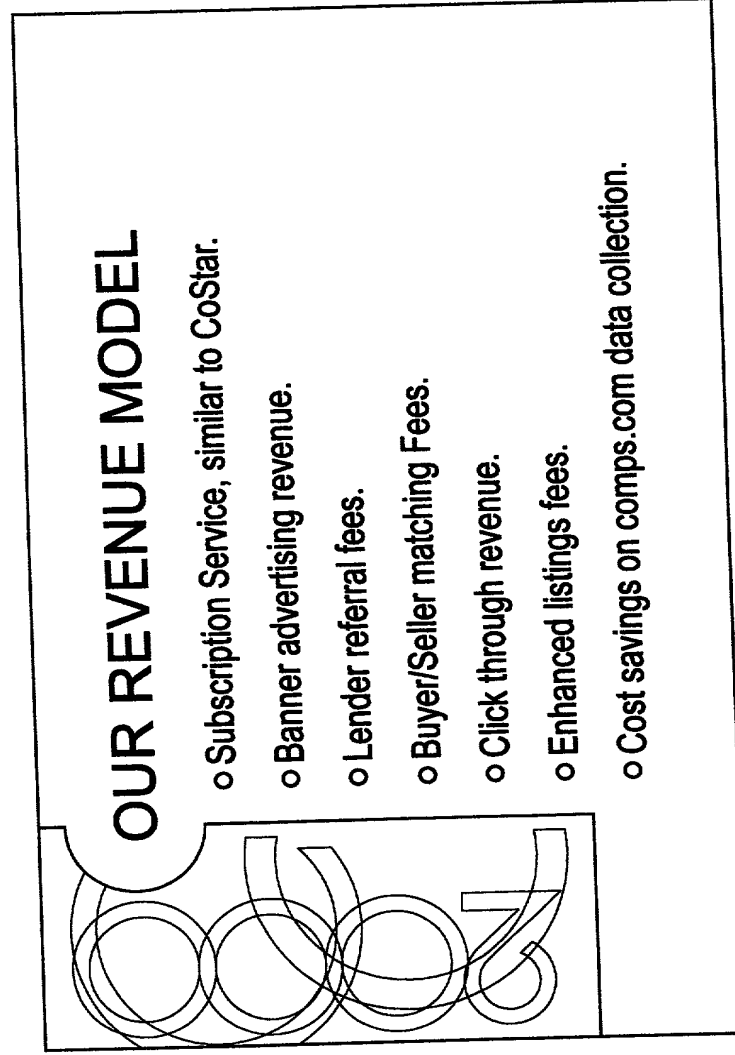 OUR REVENUE MODEL
o Subscription Service, similar to CoStar.
o Banner advertising revenue.
o Lender referral fees.
o Buyer/Seller matching Fees.
o Click through revenue.
o Enhanced listings fees.
o Cost savings on comps.com data collection.